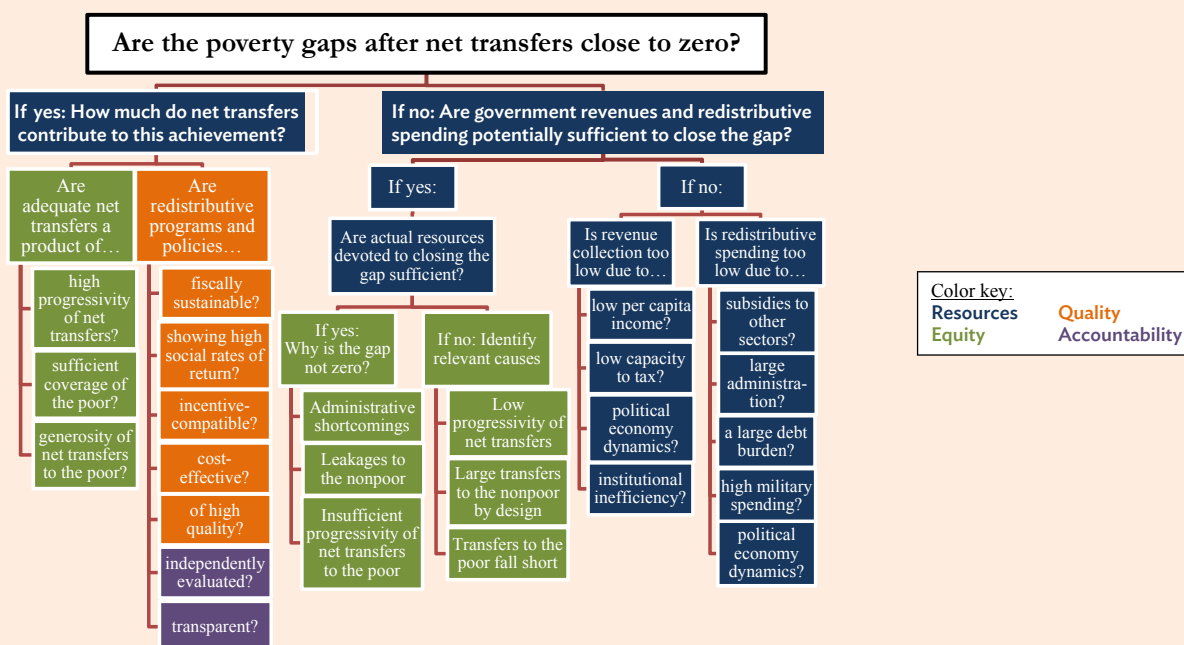 Are the poverty gaps after net transfers close to zero?
If yes: How much do net transfers
contribute to this achievement?
If no: Are government revenues and redistributive
spending potentially sufficient to close the gap?
Are
adequate net
transfers a
product of…
high
progressivity
of net
transfers?
sufficient
coverage of
the poor?
generosity of
net transfers
to the poor?
Are
redistributive
programs and
policies…
fiscally
sustainable?
showing high
social rates of
return?
incentive-
compatible?
cost-
effective?
of high
quality?
independently
evaluated?
transparent?
If yes:
Are actual resources
devoted to closing the
gap sufficient?
If yes:
Why is the gap
not zero?
Administrative
shortcomings
Leakages to
the nonpoor
Insufficient
progressivity of
net transfers
to the poor
If no: Identify
relevant causes
Low
progressivity of
net transfers
Large transfers
to the nonpoor
by design
Transfers to the
poor fall short
If no:
Is revenue
collection too
low due to…
low per capita
income?
low capacity
to tax?
political
economy
dynamics?
institutional
inefficiency?
Is redistributive
spending too
low due to…
subsidies to
other
sectors?
large
administra-
tion?
a large debt
burden?
high military
spending?
political
economy
dynamics?
Color key:
Resources Quality
Equity Accountability